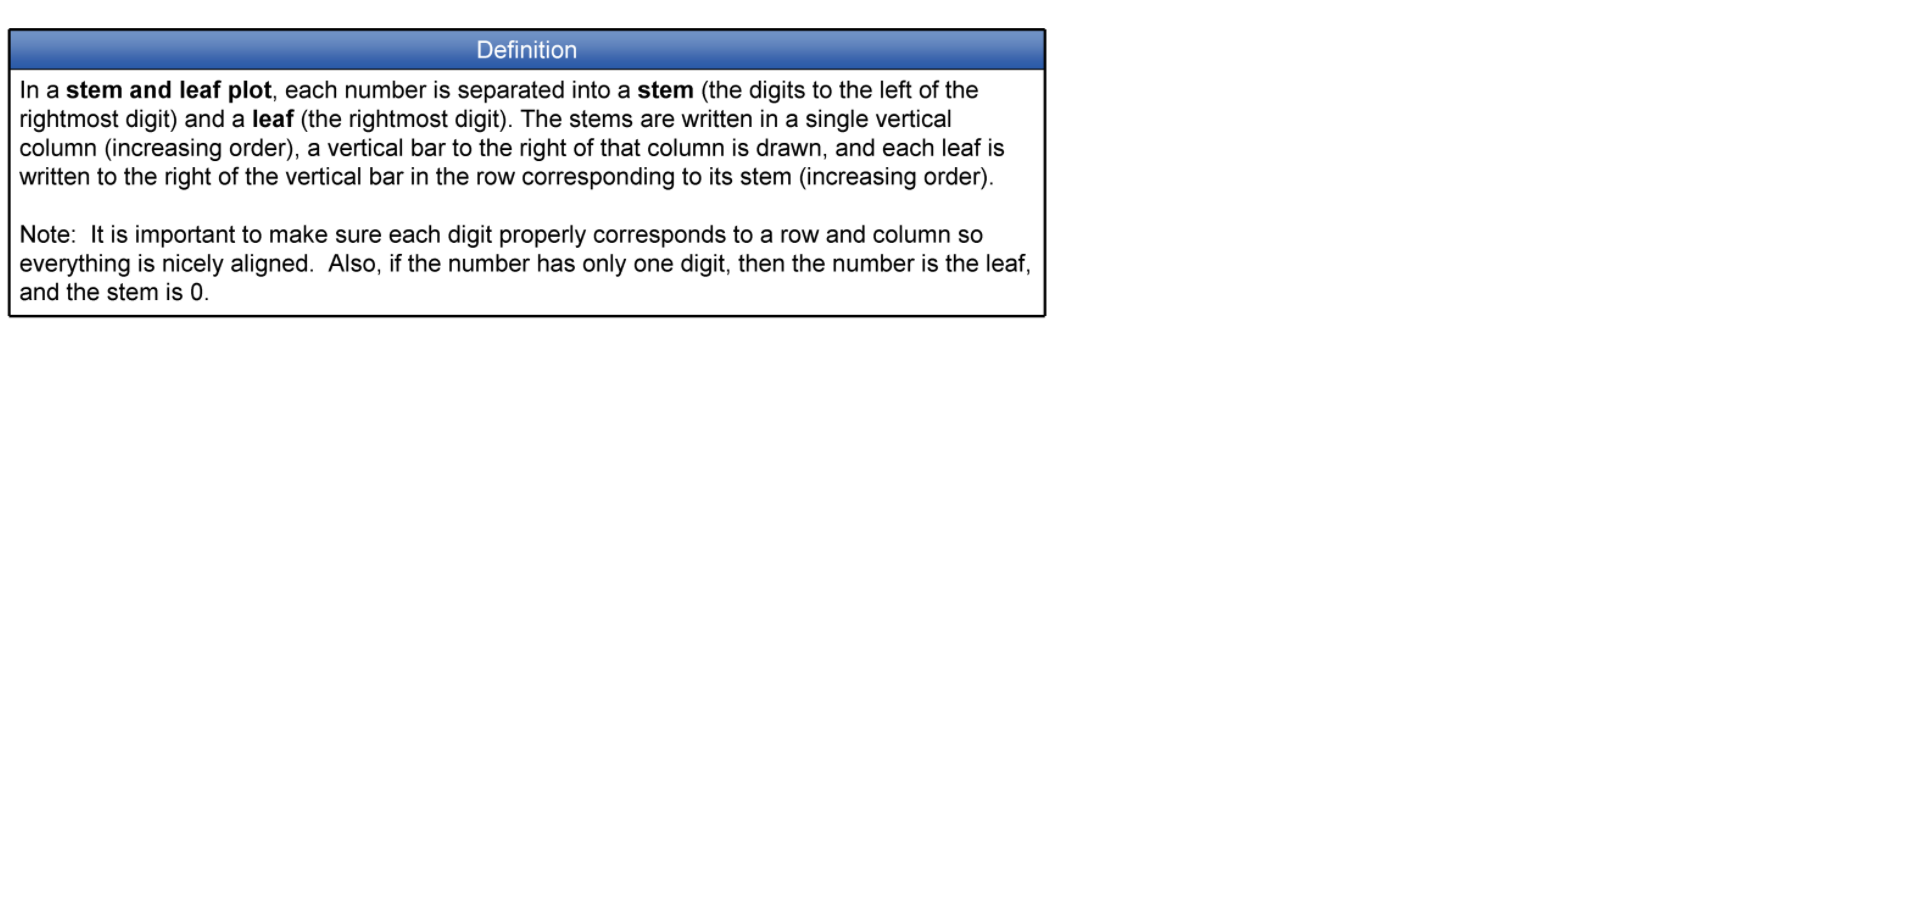 Definition
In a stem and leaf plot, each number is separated into a stem (the digits to the left of the
rightmost digit) and a leaf (the rightmost digit). The stems are written in a single vertical
column (increasing order), a vertical bar to the right of that column is drawn, and each leaf is
written to the right of the vertical bar in the row corresponding to its stem (increasing order).
Note:  It is important to make sure each digit properly corresponds to a row and column so
everything is nicely aligned.  Also, if the number has only one digit, then the number is the leaf,
and the stem is 0.